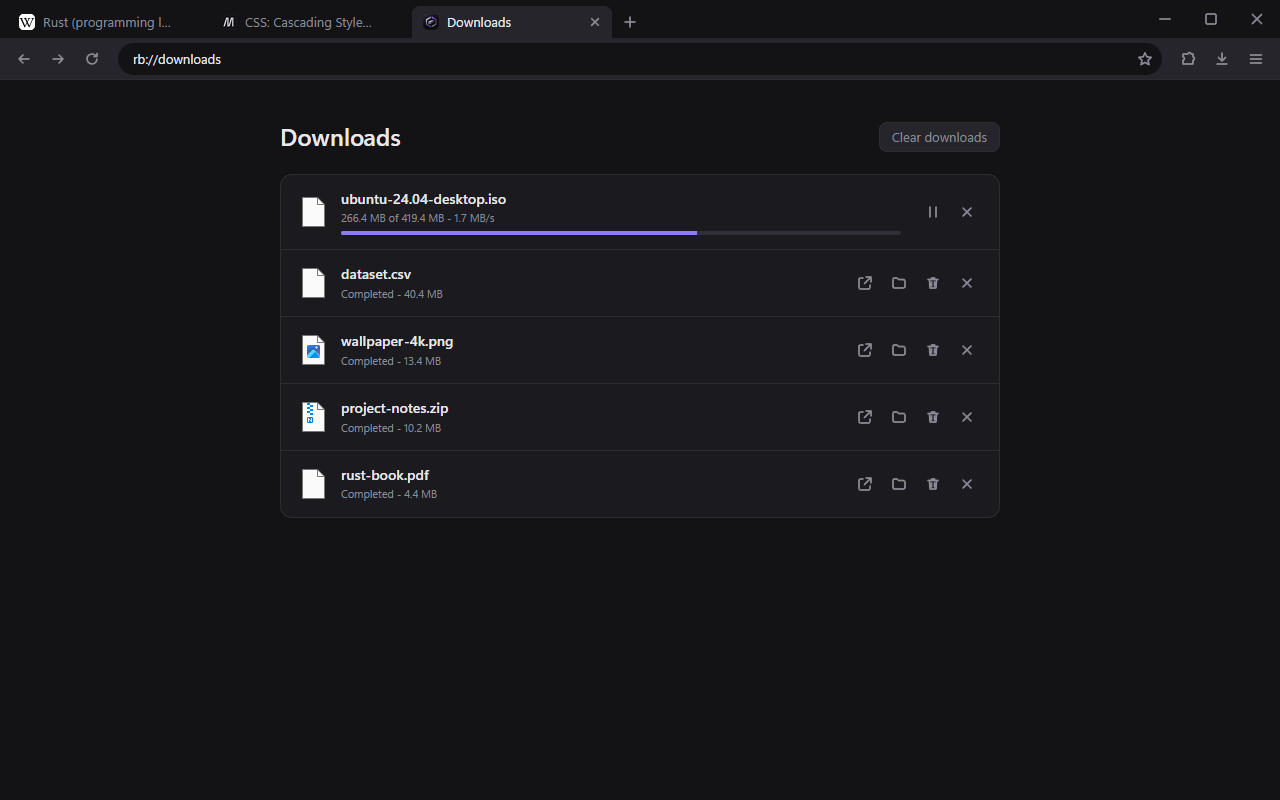 Rust (programming l...
CSS: Cascading Style...
Downloads
rb://downloads
Downloads
Clear downloads
ubuntu-24.04-desktop.iso
266.4 MB of 419.4 MB - 1.7 MB/s
dataset.csv
Completed - 40.4 MB
wallpaper-4k.png
Completed - 13.4 MB
project-notes.zip
Completed - 10.2 MB
rust-book.pdf
Completed - 4.4 MB